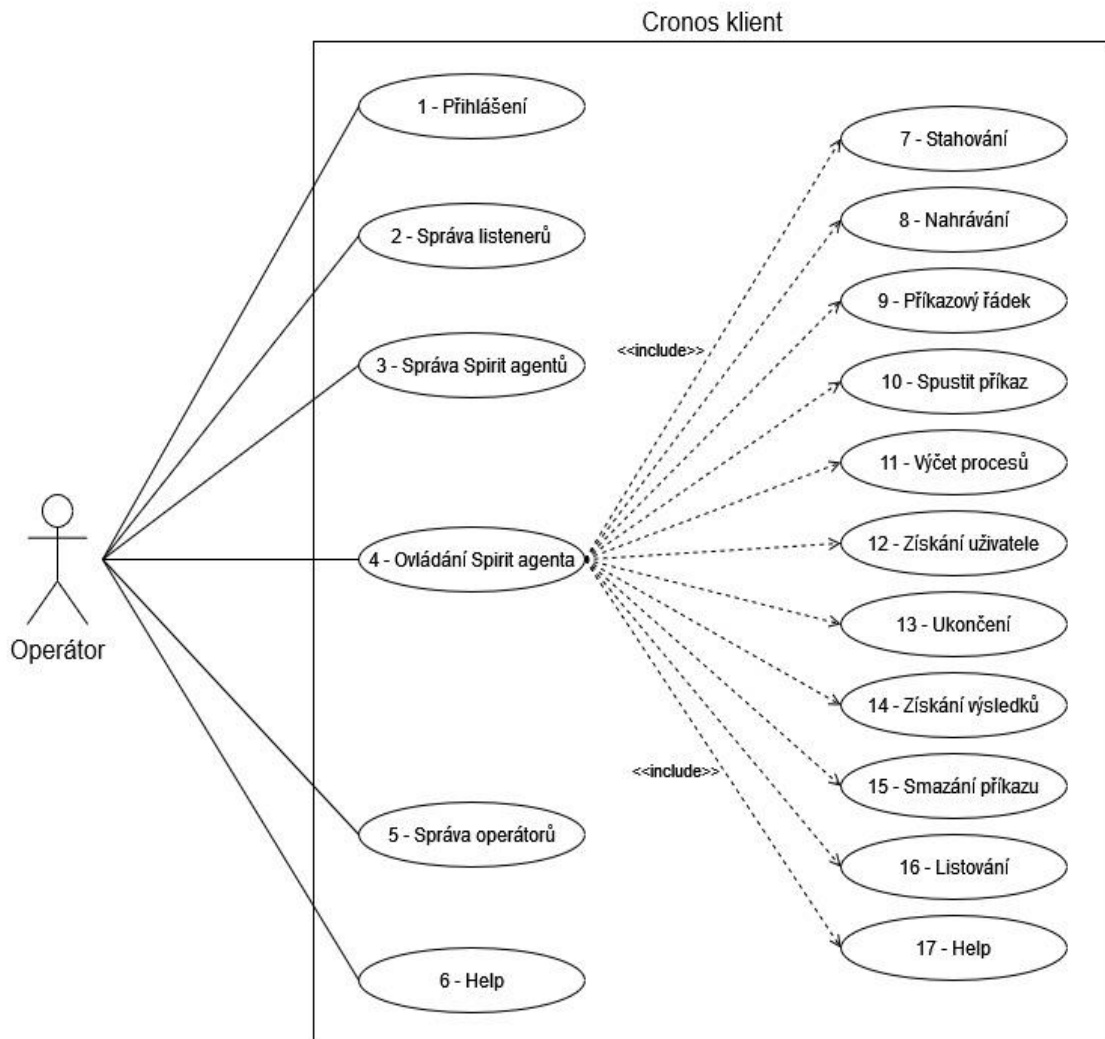 Cronos klient
1 - Přihlášení
2 - Správa listenerů
3 - Správa Spirit agentů
4 - Ovládání Spirit agenta
5 - Správa operátorů
6 - Help
Operátor
<<include>>
<<include>>
7 - Stahování
8 - Nahrávání
9 - Příkazový řádek
10 - Spustit příkaz
11 - Výčet procesů
12 - Získání uživatele
13 - Ukončení
14 - Získání výsledků
15 - Smazání příkazu
16 - Listování
17 - Help